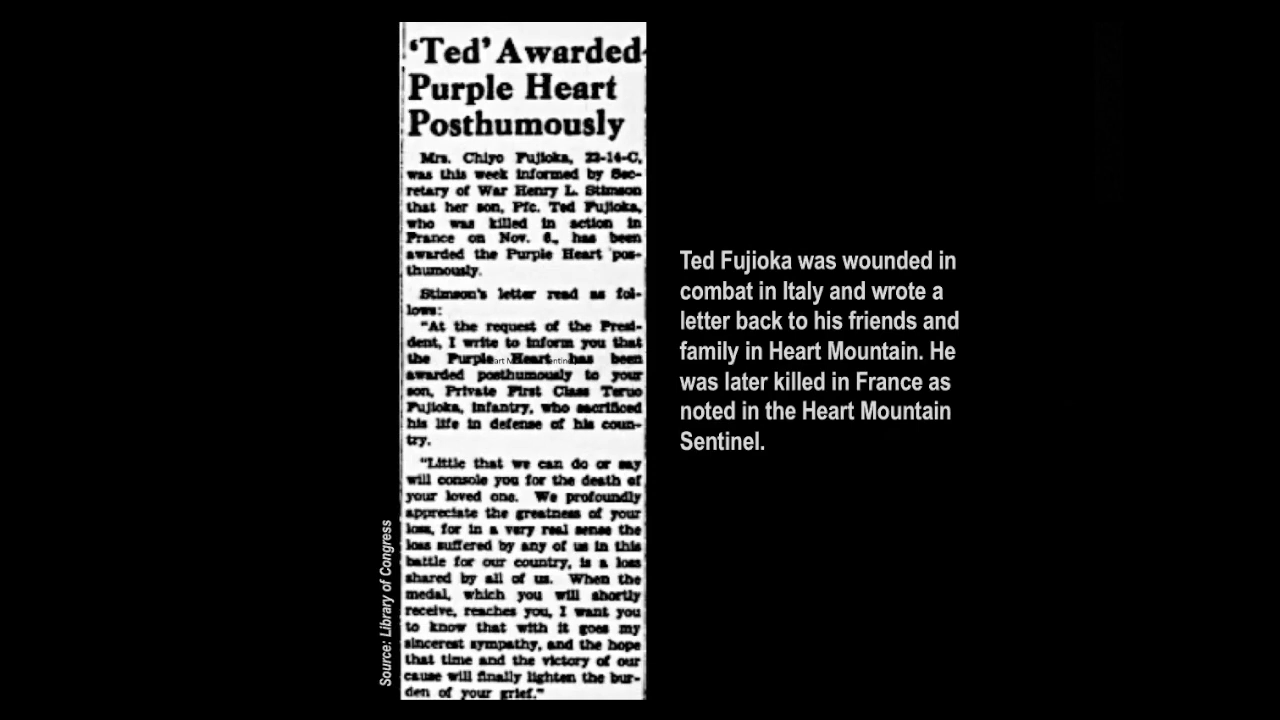 ‘Ted’ Awarded
Purple Heart
Posthumously
Mrs. Chiyo Fujioka, 22-14-C,
was this week informed by Sec-
retary of War Henry L. Stimson
that her son, Pfc. Ted Fujioka,
who was killed in action in
France on Nov. 6., has been
awarded the Purple Heart pos-
thumously.
Stimson's letter read as fol-
lows:
"At the request of the Presi-
dent, I write to inform you that
the Purple Heart has been
awarded posthumously to your
son, Private First Class Teruo
Fujioka, infantry, who sacrificed
his life in defense of his coun-
try.
"Little that we can do or say
will console you for the death of
your loved one. We profoundly
appreciate the greatness of your
loss, for in a very real sense the
loss suffered by any of us in this
battle for our country, is a loss
shared by all of us. When the
medal, which you will shortly
receive, reaches you, I want you
to know that with it goes my
sincerest sympathy, and the hope
that time and the victory of our
cause will finally lighten the bur-
den of your grief."
Source: Library of Congress
Ted Fujioka was wounded in
combat in Italy and wrote a
letter back to his friends and
family in Heart Mountain. He
was later killed in France as
noted in the Heart Mountain
Sentinel.